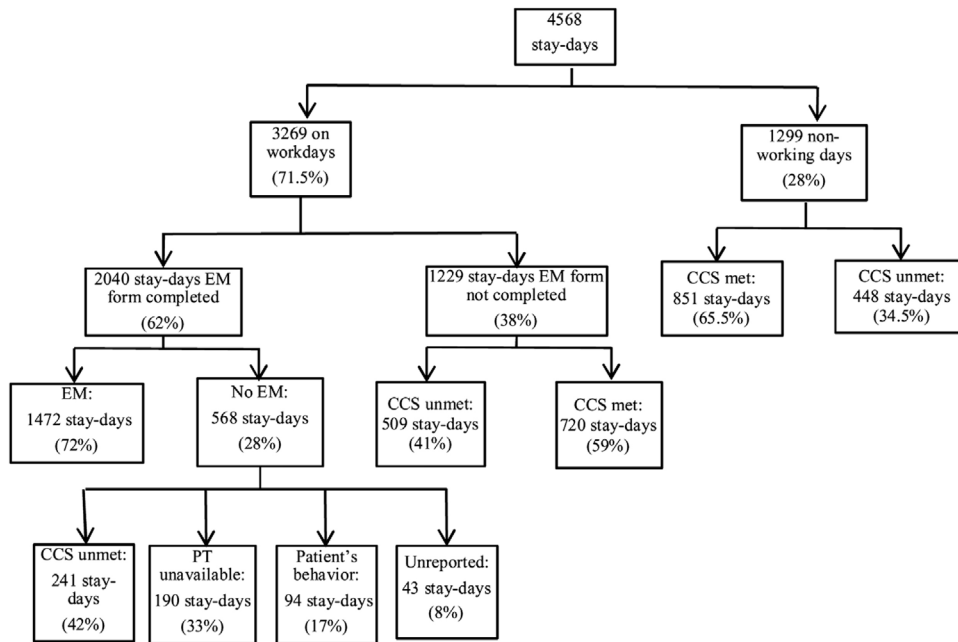 4568
stay-days
3269 on
workdays
(71.5%)
1299 non-
working days
(28%)
2040 stay-days EM
form completed
(62%)
1229 stay-days EM form
not completed
(38%)
CCS met:
851 stay-days
(65.5%)
CCS unmet:
448 stay-days
(34.5%)
EM:
1472 stay-days
(72%)
No EM:
568 stay-days
(28%)
CCS unmet:
509 stay-days
(41%)
CCS met:
720 stay-days
(59%)
CCS unmet:
241 stay-
days
(42%)
PT
unavailable:
190 stay-days
(33%)
Patient's
behavior:
94 stay-days
(17%)
Unreported:
43 stay-days
(8%)